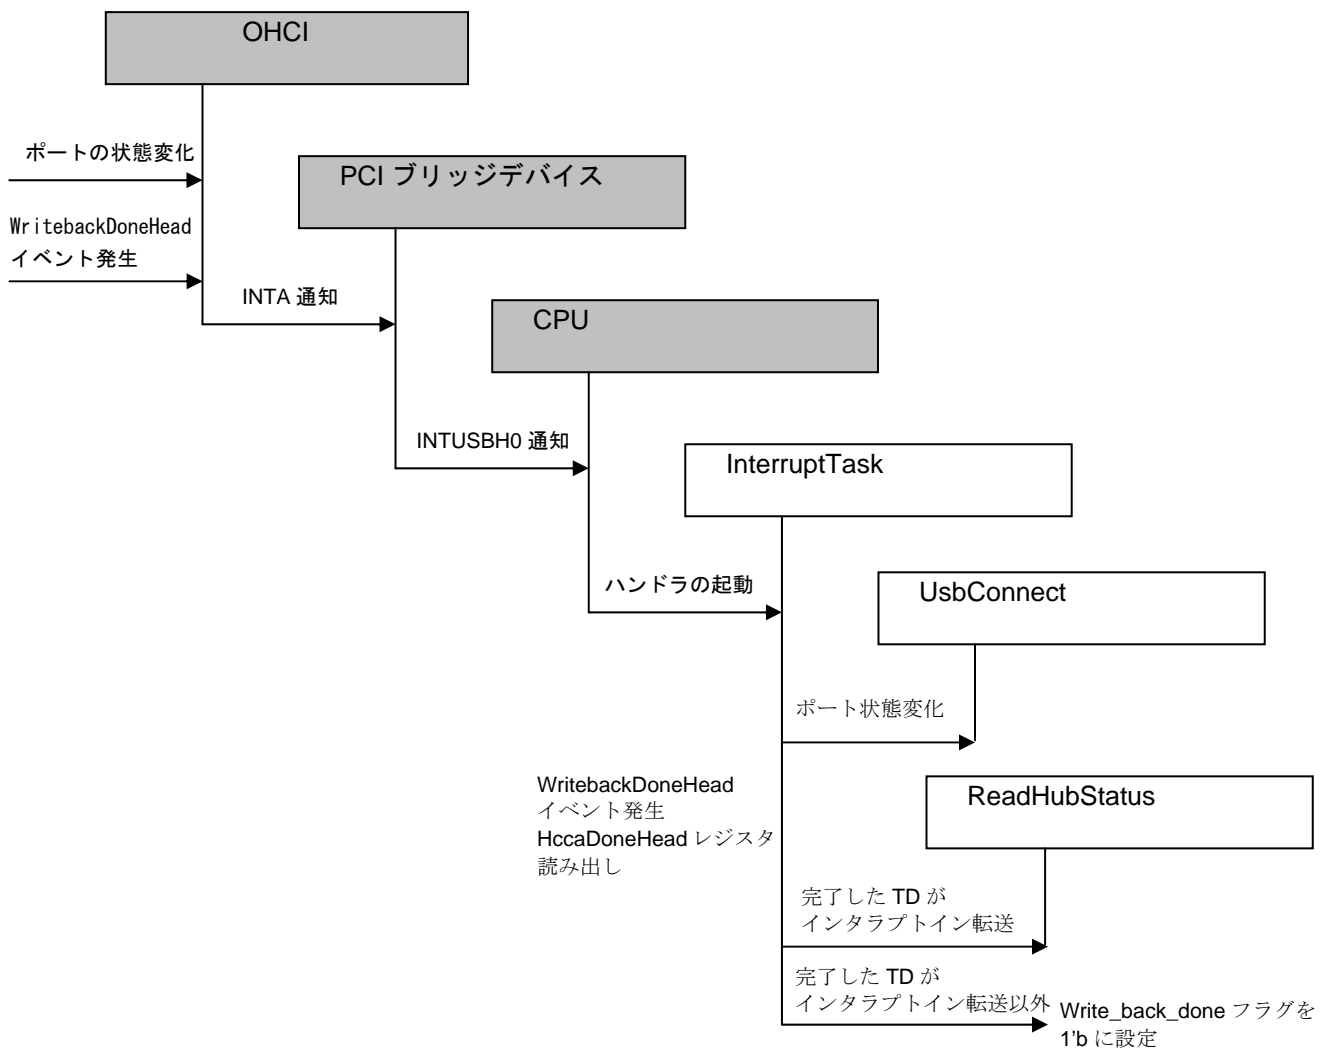 OHCI
ポートの状態変化
PCI ブリッジデバイス
WritebackDoneHead
イベント発生
INTA 通知
CPU
INTUSBH0 通知
InterruptTask
ハンドラの起動
UsbConnect
ポート状態変化
WritebackDoneHead
イベント発生
HccaDoneHead レジスタ
読み出し
ReadHubStatus
完了した TD が
インタラプトイン転送
完了した TD が
インタラプトイン転送以外
Write_back_done フラグを
1'b に設定